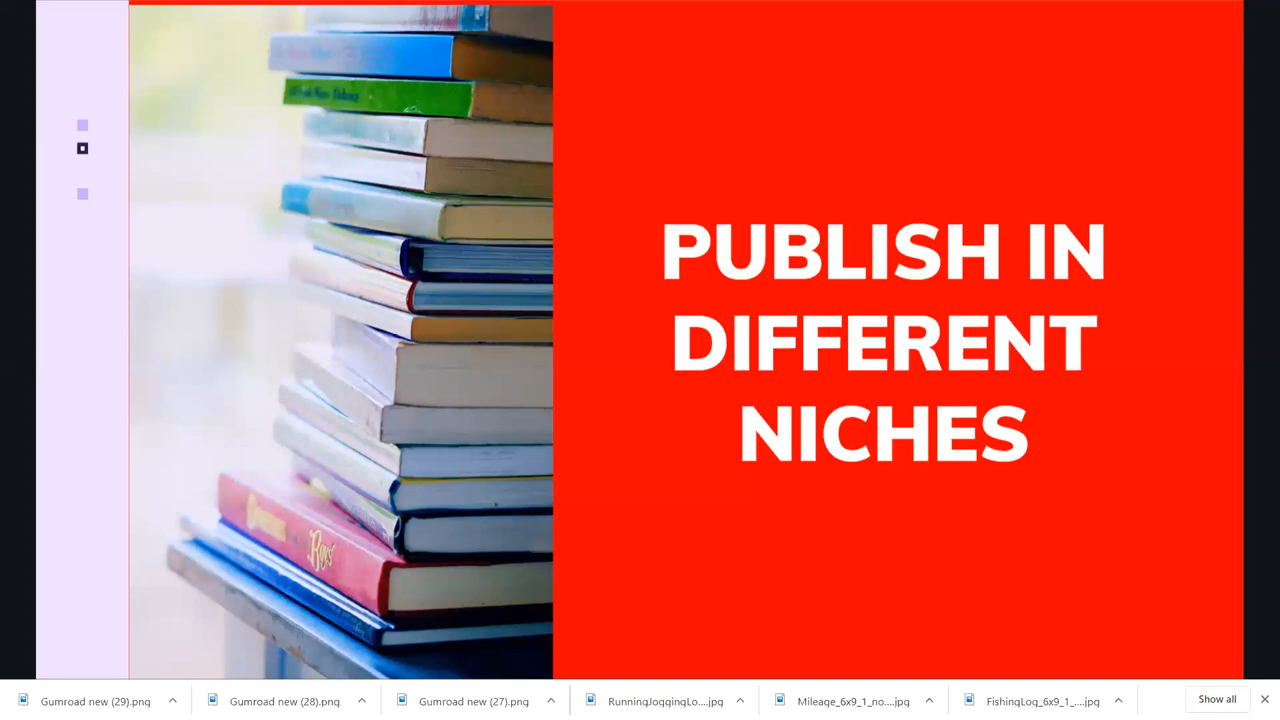 PUBLISH IN
DIFFERENT
NICHES
Boys
Gumroad new (29).png
Gumroad new (28).png
Gumroad new (27).png
RunningJoggingLo....jpg
Mileage_6x9_1_no....jpg
FishingLog_6x9_1_....jpg
Show all